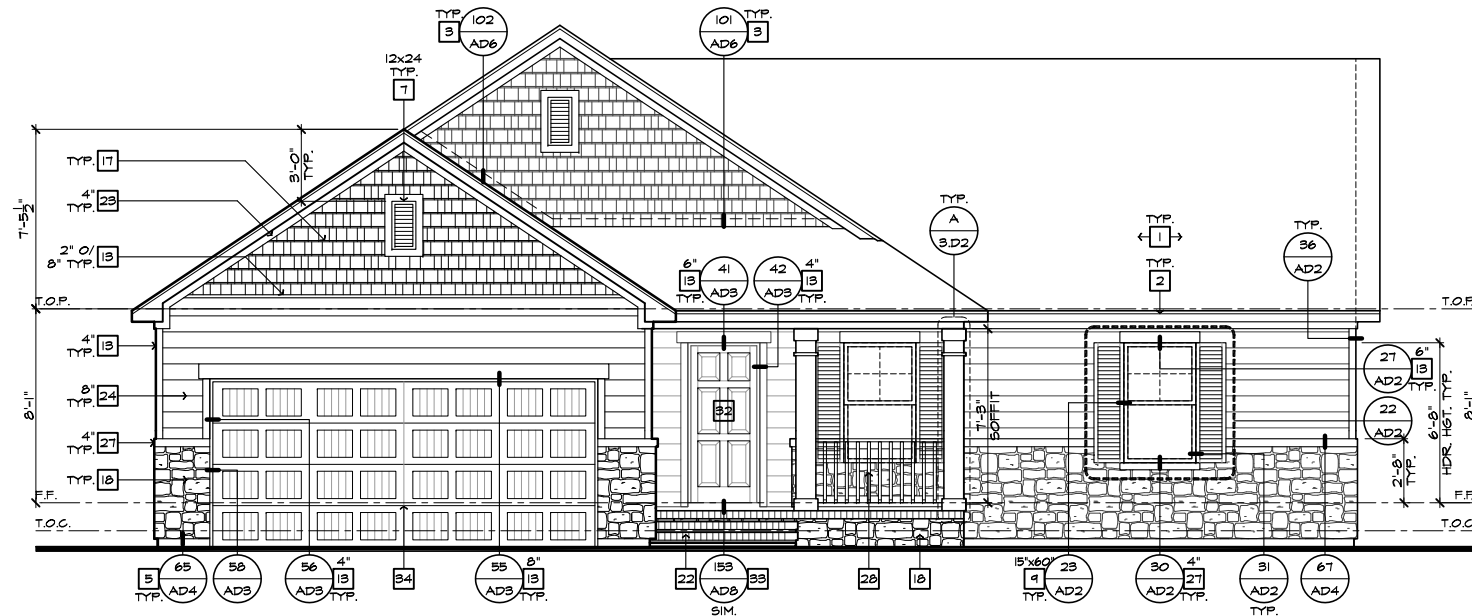 TYP.
3
102
AD6
101
AD6
TYP.
3
12x24
TYP.
7
TYP. 17
3'-0"
TYP.
7'-5½"
4"
TYP. 23
2" O/
8" TYP. 13
TYP.
A
3.D2
TYP.
1
TYP.
36
AD2
6"
13
TYP.
41
AD3
42
AD3
4"
13
TYP.
TYP.
2
T.O.P.
T.O.P.
4"
TYP. 13
8'-1"
8"
TYP. 24
4"
TYP. 27
TYP. 18
32
7'-3"
SOFFIT
27
AD2
6"
13
TYP.
22
AD2
6'-8"
HDR. HGT. TYP.
8'-1"
2'-8"
TYP.
F.F.
F.F.
T.O.C.
T.O.C.
5
TYP.
65
AD4
58
AD3
56
AD3
4"
13
TYP.
34
55
AD3
8"
13
TYP.
22
153
AD8
SIM.
33
28
18
15"x60"
9
TYP.
23
AD2
30
AD2
4"
27
TYP.
31
AD2
TYP.
67
AD4